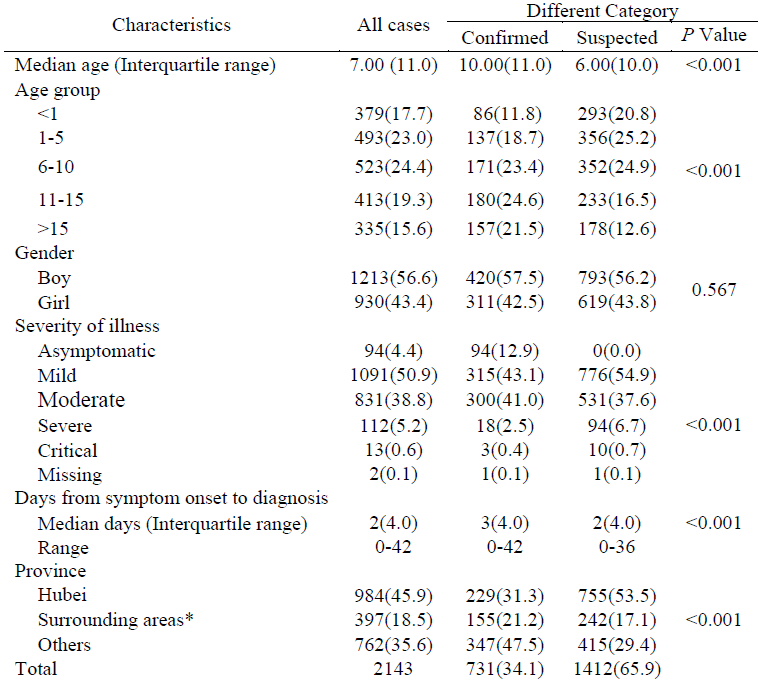 Characteristics All cases Different Category
Confirmed Suspected P Value
Median age (Interquartile range) 7.00 (11.0) 10.00(11.0) 6.00(10.0) <0.001
Age group
<1 379(17.7) 86(11.8) 293(20.8)
1-5 493(23.0) 137(18.7) 356(25.2)
6-10 523(24.4) 171(23.4) 352(24.9) <0.001
11-15 413(19.3) 180(24.6) 233(16.5)
>15 335(15.6) 157(21.5) 178(12.6)
Gender
Boy 1213(56.6) 420(57.5) 793(56.2) 0.567
Girl 930(43.4) 311(42.5) 619(43.8)
Severity of illness
Asymptomatic 94(4.4) 94(12.9) 0(0.0)
Mild 1091(50.9) 315(43.1) 776(54.9)
Moderate 831(38.8) 300(41.0) 531(37.6)
Severe 112(5.2) 18(2.5) 94(6.7) <0.001
Critical 13(0.6) 3(0.4) 10(0.7)
Missing 2(0.1) 1(0.1) 1(0.1)
Days from symptom onset to diagnosis
Median days (Interquartile range) 2(4.0) 3(4.0) 2(4.0) <0.001
Range 0-42 0-42 0-36
Province
Hubei 984(45.9) 229(31.3) 755(53.5)
Surrounding areas* 397(18.5) 155(21.2) 242(17.1) <0.001
Others 762(35.6) 347(47.5) 415(29.4)
Total 2143 731(34.1) 1412(65.9)